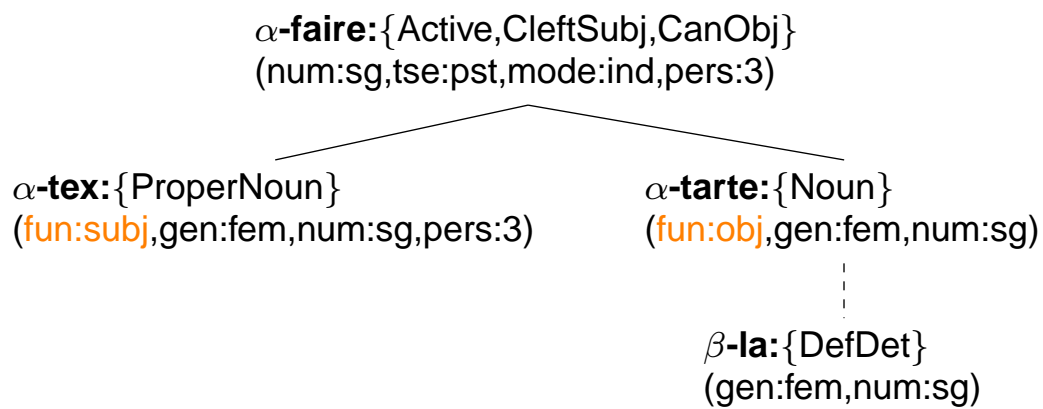 α-faire:{Active,CleftSubj,CanObj}
(num:sg,tse:pst,mode:ind,pers:3)
α-tex:{ProperNoun}
(fun:subj,gen:fem,num:sg,pers:3)
α-tarte:{Noun}
(fun:obj,gen:fem,num:sg)
β-la:{DefDet}
(gen:fem,num:sg)